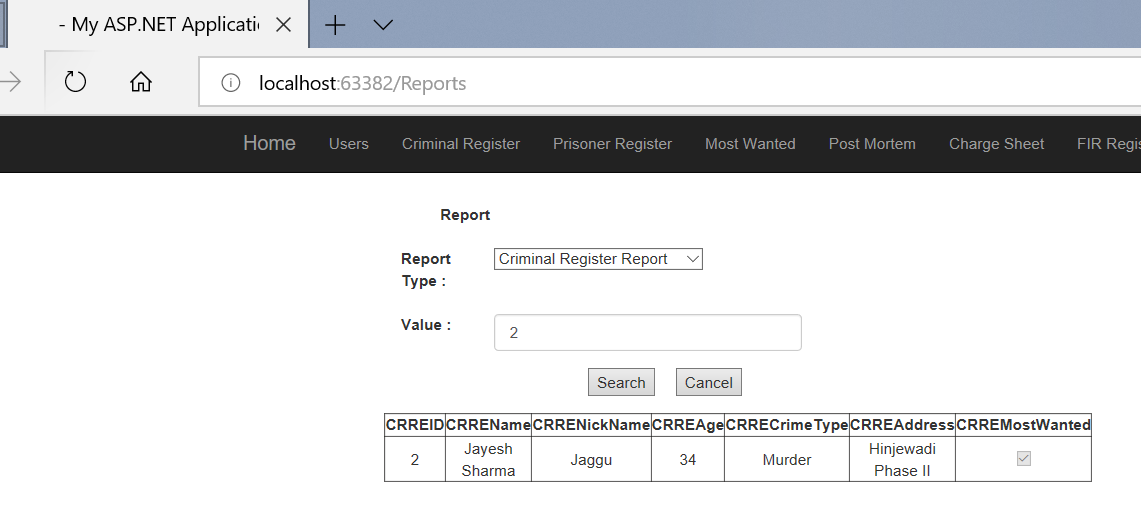 - My ASP.NET Applicati
localhost:63382/Reports
Home Users Criminal Register Prisoner Register Most Wanted Post Mortem Charge Sheet FIR Regis
Report
Report Type :
Criminal Register Report
Value :
2
Search Cancel
CRREID CRREName CRRENickName CRREAge CRRECrimeType CRREAddress CRREMostWanted
2 Jayesh Sharma Jaggu 34 Murder Hinjewadi Phase II